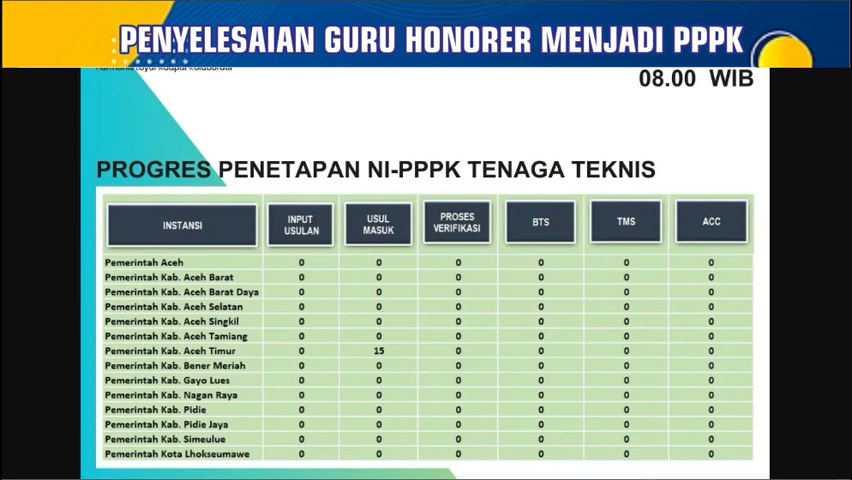 PENYELESAIAN GURU HONORER MENJADI PPPK
08.00 WIB
PROGRES PENETAPAN NI-PPPK TENAGA TEKNIS
INSTANSI INPUT USULAN USUL MASUK PROSES VERIFIKASI BTS TMS ACC
Pemerintah Aceh 0 0 0 0 0 0
Pemerintah Kab. Aceh Barat 0 0 0 0 0 0
Pemerintah Kab. Aceh Barat Daya 0 0 0 0 0 0
Pemerintah Kab. Aceh Selatan 0 0 0 0 0 0
Pemerintah Kab. Aceh Singkil 0 0 0 0 0 0
Pemerintah Kab. Aceh Tamiang 0 0 0 0 0 0
Pemerintah Kab. Aceh Timur 0 15 0 0 0 0
Pemerintah Kab. Bener Meriah 0 0 0 0 0 0
Pemerintah Kab. Gayo Lues 0 0 0 0 0 0
Pemerintah Kab. Nagan Raya 0 0 0 0 0 0
Pemerintah Kab. Pidie 0 0 0 0 0 0
Pemerintah Kab. Pidie Jaya 0 0 0 0 0 0
Pemerintah Kab. Simeulue 0 0 0 0 0 0
Pemerintah Kota Lhokseumawe 0 0 0 0 0 0